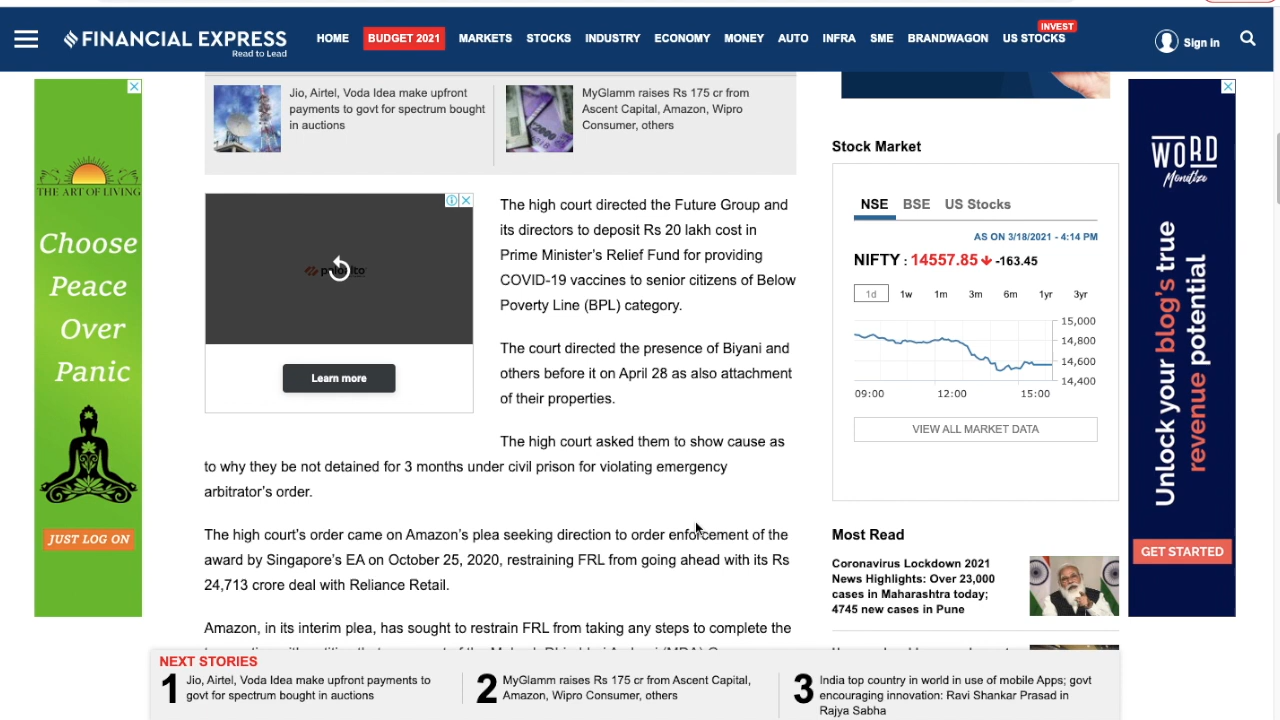 FINANCIAL EXPRESS
Read to Lead
HOME
BUDGET 2021
MARKETS
STOCKS
INDUSTRY
ECONOMY
MONEY
AUTO
INFRA
SME
BRANDWAGON
US STOCKS
INVEST
Sign in
Jio, Airtel, Voda Idea make upfront
payments to govt for spectrum bought
in auctions
MyGlamm raises Rs 175 cr from
Ascent Capital, Amazon, Wipro
Consumer, others
THE ART OF LIVING
Choose
Peace
Over
Panic
JUST LOG ON
Learn more
The high court directed the Future Group and
its directors to deposit Rs 20 lakh cost in
Prime Minister's Relief Fund for providing
COVID-19 vaccines to senior citizens of Below
Poverty Line (BPL) category.
The court directed the presence of Biyani and
others before it on April 28 as also attachment
of their properties.
The high court asked them to show cause as
to why they be not detained for 3 months under civil prison for violating emergency
arbitrator's order.
The high court's order came on Amazon's plea seeking direction to order enforcement of the
award by Singapore's EA on October 25, 2020, restraining FRL from going ahead with its Rs
24,713 crore deal with Reliance Retail.
Amazon, in its interim plea, has sought to restrain FRL from taking any steps to complete the
Stock Market
NSE
BSE
US Stocks
AS ON 3/18/2021 - 4:14 PM
NIFTY : 14557.85 -163.45
1d
1w
1m
3m
6m
1yr
3yr
15,000
14,800
14,600
14,400
09:00
12:00
15:00
VIEW ALL MARKET DATA
Most Read
Coronavirus Lockdown 2021
News Highlights: Over 23,000
cases in Maharashtra today;
4745 new cases in Pune
WORD
Monetize
Unlock your blog's true
revenue potential
GET STARTED
NEXT STORIES
1
Jio, Airtel, Voda Idea make upfront payments to
govt for spectrum bought in auctions
2
MyGlamm raises Rs 175 cr from Ascent Capital,
Amazon, Wipro Consumer, others
3
India top country in world in use of mobile Apps; govt
encouraging innovation: Ravi Shankar Prasad in
Rajya Sabha